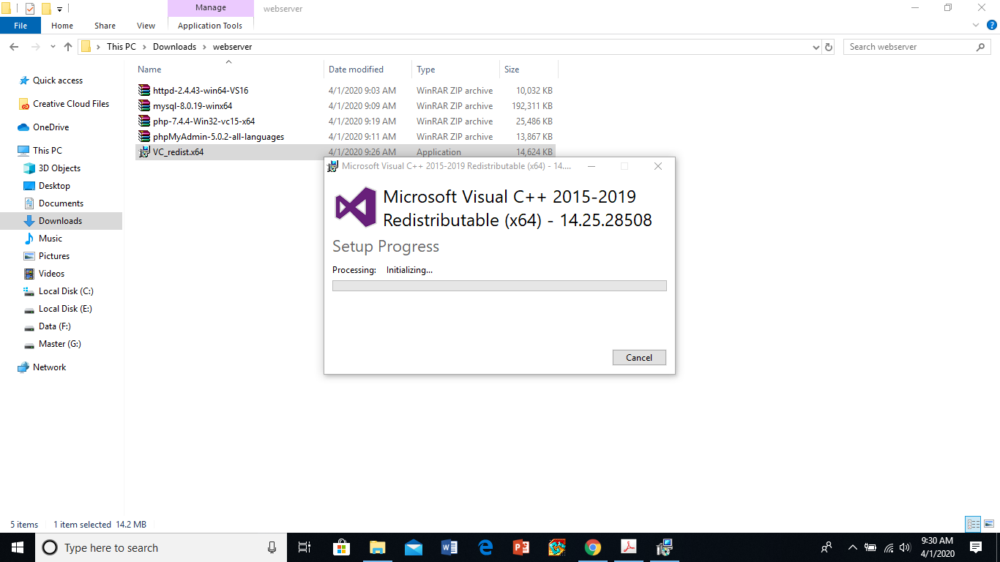 Manage
webserver
File
Home
Share
View
Application Tools
This PC
Downloads
webserver
Search webserver
Name
Date modified
Type
Size
httpd-2.4.43-win64-VS16
4/1/2020 9:03 AM
WinRAR ZIP archive
10,032 KB
mysql-8.0.19-winx64
4/1/2020 9:09 AM
WinRAR ZIP archive
192,311 KB
php-7.4.4-Win32-vc15-x64
4/1/2020 9:19 AM
WinRAR ZIP archive
25,486 KB
phpMyAdmin-5.0.2-all-languages
4/1/2020 9:11 AM
WinRAR ZIP archive
13,867 KB
VC_redist.x64
4/1/2020 9:26 AM
Application
14,624 KB
Quick access
Creative Cloud Files
OneDrive
This PC
3D Objects
Desktop
Documents
Downloads
Music
Pictures
Videos
Local Disk (C:)
Local Disk (E:)
Data (F:)
Master (G:)
Network
Microsoft Visual C++ 2015-2019 Redistributable (x64) - 14....
Microsoft Visual C++ 2015-2019
Redistributable (x64) - 14.25.28508
Setup Progress
Processing:
Initializing...
Cancel
5 items
1 item selected 14.2 MB
Type here to search
9:30 AM
4/1/2020